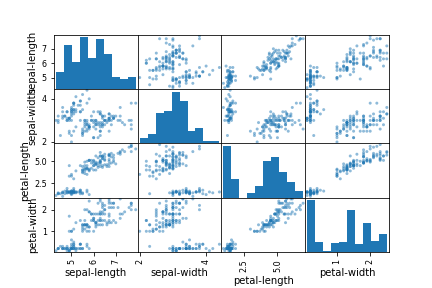 sepal-length
7
6
5
sepal-width
4
2
petal-length
5.0
2.5
petal-width
2
1
5
6
7
2
4
2.5
5.0
1
2
sepal-length
sepal-width
petal-length
petal-width